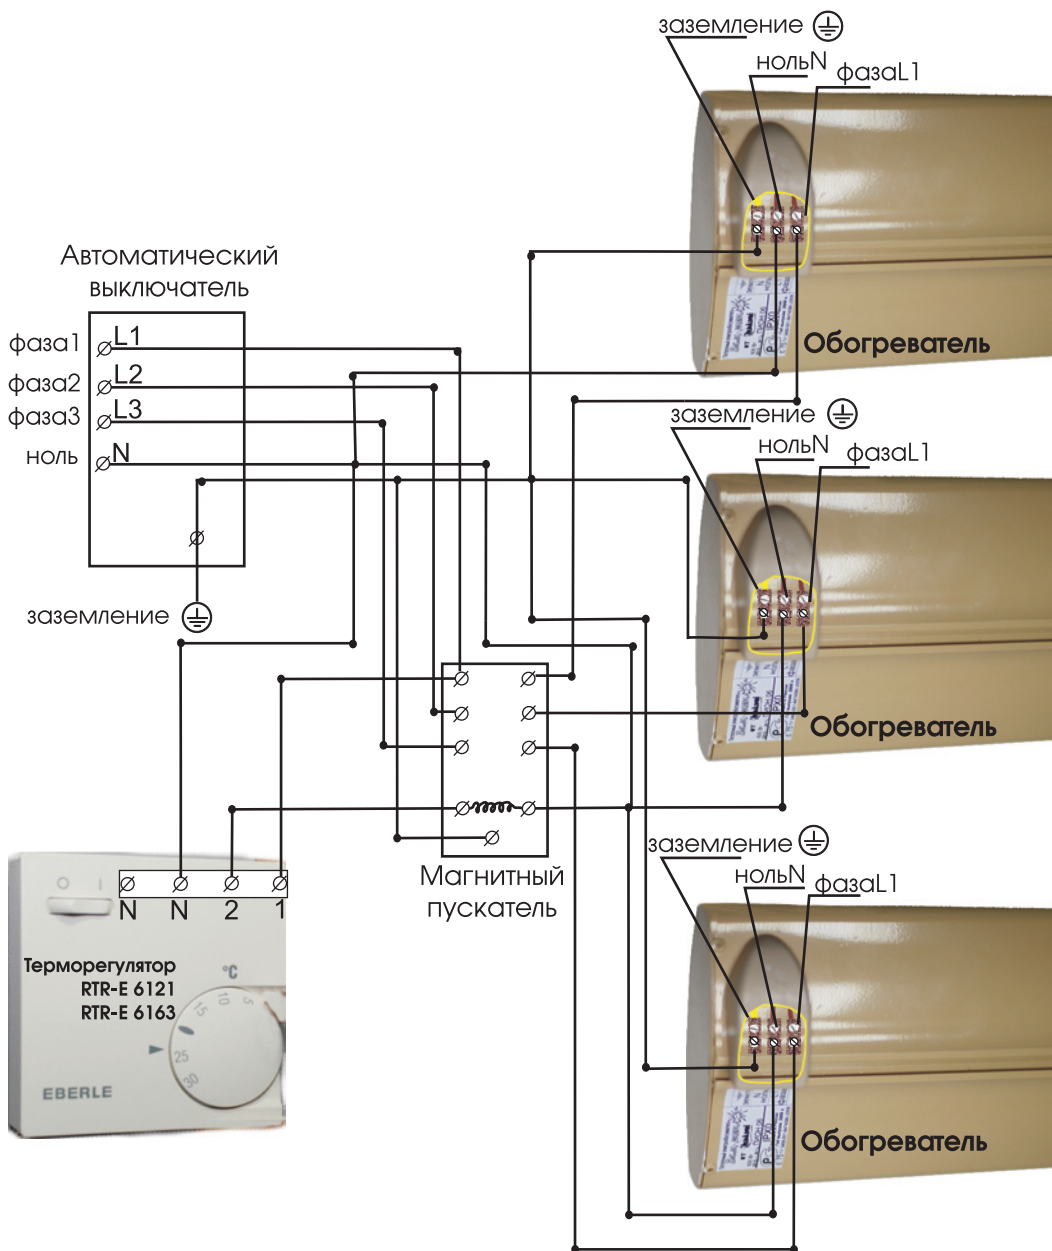 заземление
нольN
фазаL1
Обогреватель
Автоматический
выключатель
фаза1 L1
фаза2 L2
фаза3 L3
ноль N
заземление
заземление
нольN
фазаL1
Обогреватель
Магнитный
пускатель
N N 2 1
Терморегулятор
RTR-E 6121
RTR-E 6163
°C
5
10
15
25
30
EBERLE
заземление
нольN
фазаL1
Обогреватель